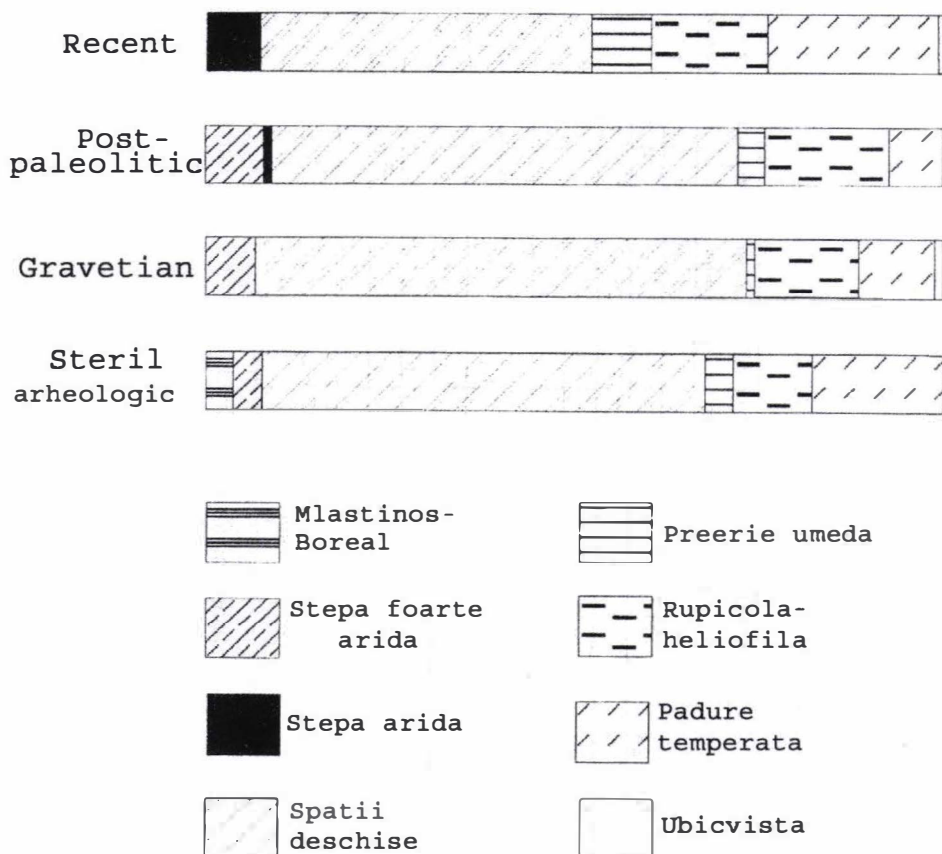 Recent
Post-
paleolitic
Gravetian
Steril
arheologic
Mlastinos-
Boreal
Stepa foarte
arida
Stepa arida
Spatii
deschise
Preerie umeda
Rupicola-
heliofila
Padure
temperata
Ubicvista